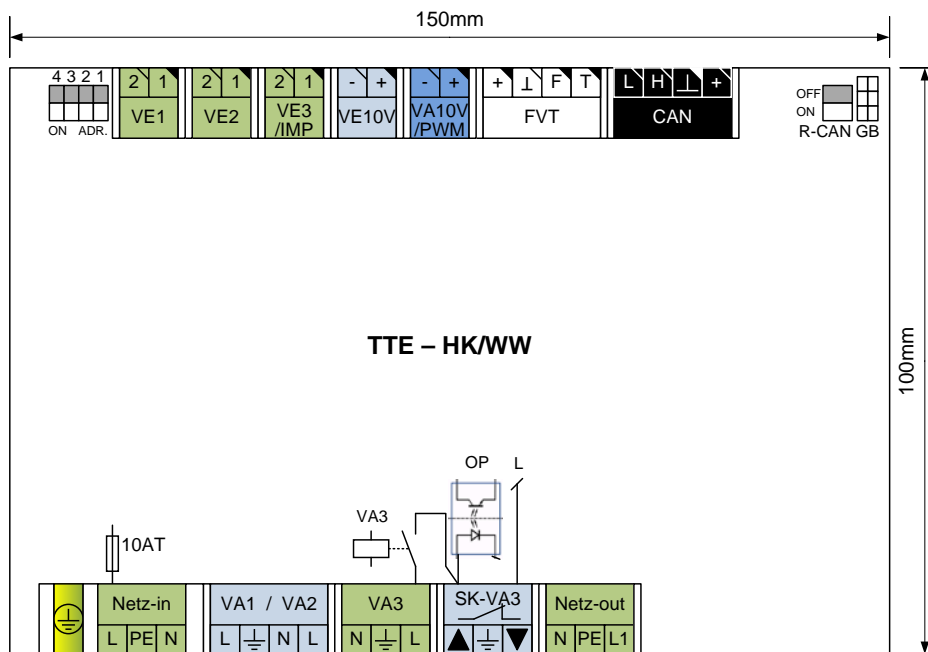 150mm
4 3 2 1
ON ADR.
2 1
VE1
2 1
VE2
2 1
VE3
/IMP
- +
VE10V
- +
VA10V
/PWM
+ ⊥ F T
FVT
L H ⊥ +
CAN
OFF
ON
R-CAN GB
100mm
TTE – HK/WW
OP L
VA3
10AT
Netz-in
L PE N
VA1 / VA2
L N L
VA3
N L
SK-VA3
Netz-out
N PE L1